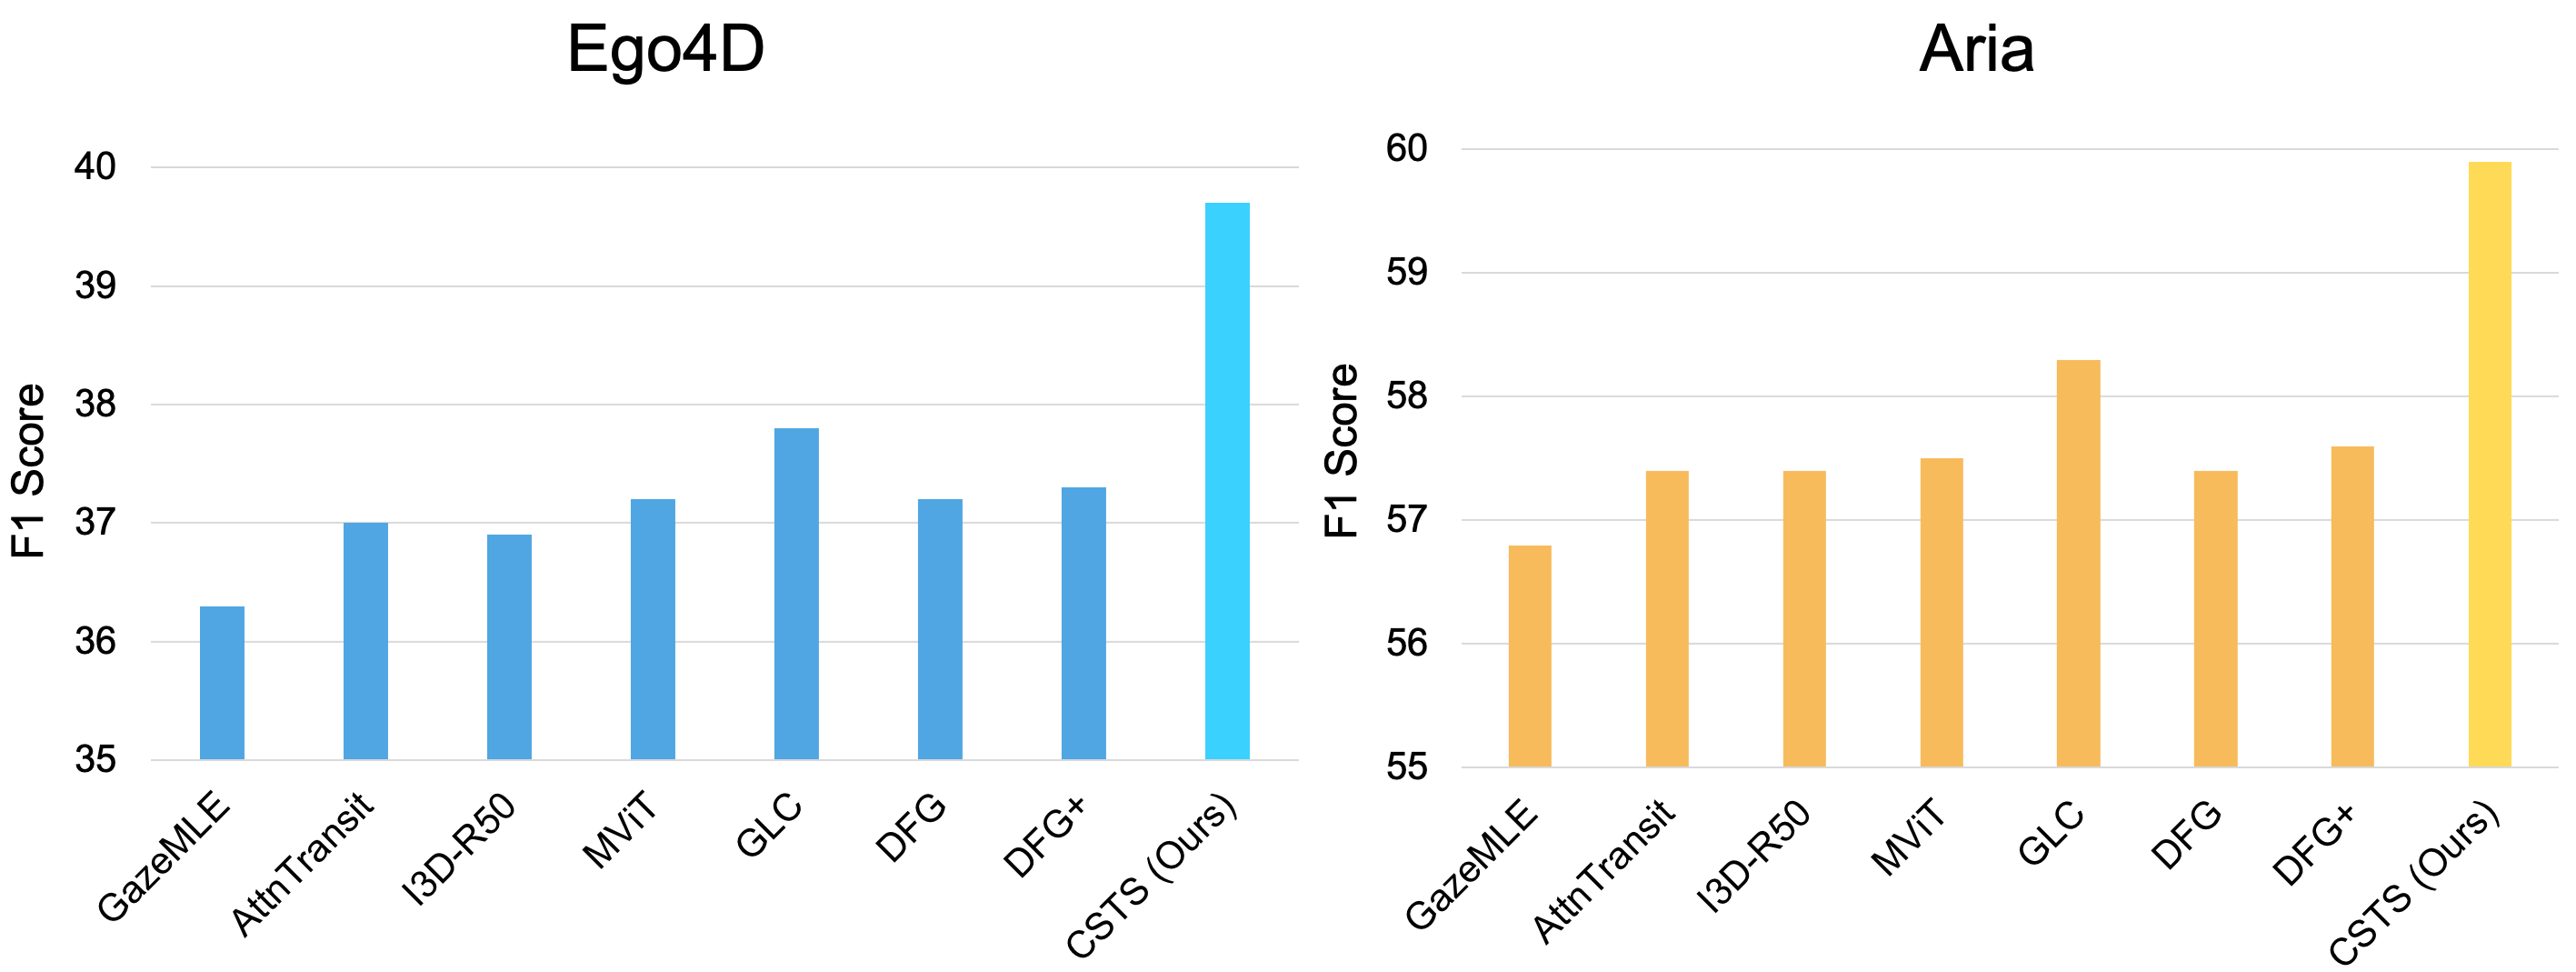 Ego4D
F1 Score
40
39
38
37
36
35
GazeMLE
AttnTransit
I3D-R50
MViT
GLC
DFG
DFG+
CSTS (Ours)
Aria
F1 Score
60
59
58
57
56
55
GazeMLE
AttnTransit
I3D-R50
MViT
GLC
DFG
DFG+
CSTS (Ours)